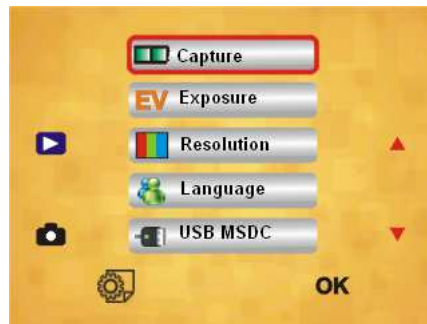 Capture
EV Exposure
Resolution
Language
USB MSDC
OK